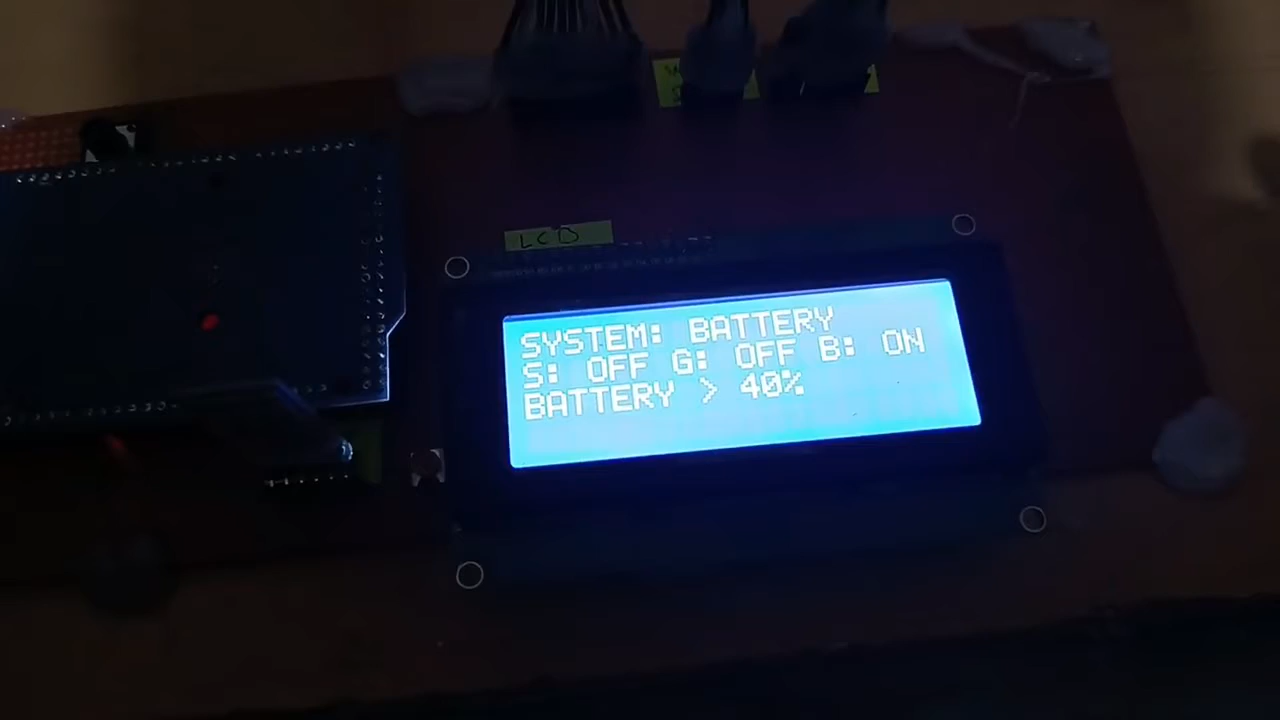 LCD
SYSTEM: BATTERY
S: OFF G: OFF B: ON
BATTERY > 40%